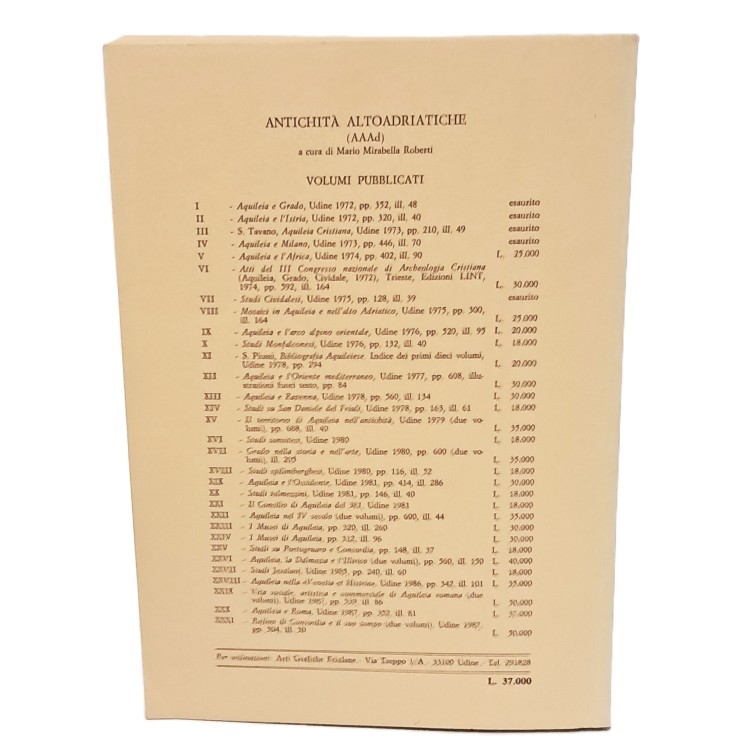 ANTICHITÀ ALTOADRIATICHE
(AAAd)
a cura di Mario Mirabella Roberti
VOLUMI PUBBLICATI
I - Aquileia e Grado, Udine 1972, pp. 352, ill. 48 esaurito
II - Aquileia e l'Istria, Udine 1972, pp. 320, ill. 40 esaurito
III - S. Tavano, Aquileia Cristiana, Udine 1973, pp. 210, ill. 49 esaurito
IV - Aquileia e Milano, Udine 1973, pp. 446, ill. 70 esaurito
V - Aquileia e l'Africa, Udine 1974, pp. 402, ill. 90 L. 25.000
VI - Atti del III Congresso nazionale di Archeologia Cristiana
(Aquileia, Grado, Cividale, 1972), Trieste, Edizioni LINT,
1974, pp. 592, ill. 164 L. 30.000
VII - Studi Cividalesi, Udine 1975, pp. 128, ill. 39 esaurito
VIII - Mosaici in Aquileia e nell'alto Adriatico, Udine 1975, pp. 300,
ill. 164 L. 25.000
IX - Aquileia e l'arco alpino orientale, Udine 1976, pp. 520, ill. 95 L. 20.000
X - Studi Monfalconesi, Udine 1976, pp. 132, ill. 40 L. 18.000
XI - S. Piussi, Bibliografia Aquileiese. Indice dei primi dieci volumi,
Udine 1978, pp. 294 L. 20.000
XII - Aquileia e l'Oriente mediterraneo, Udine 1977, pp. 608, illu-
strazioni fuori testo, pp. 84 L. 30.000
XIII - Aquileia e Ravenna, Udine 1978, pp. 560, ill. 134 L. 30.000
XIV - Studi su San Daniele del Friuli, Udine 1978, pp. 163, ill. 61 L. 18.000
XV - Il territorio di Aquileia nell'antichità, Udine 1979 (due vo-
lumi), pp. 688, ill. 49 L. 35.000
XVI - Studi sanvitesi, Udine 1980 L. 18.000
XVII - Grado nella storia e nell'arte, Udine 1980, pp. 600 (due vo-
lumi), ill. 205 L. 35.000
XVIII - Studi spilimberghesi, Udine 1980, pp. 116, ill. 52 L. 18.000
XIX - Aquileia e l'Occidente, Udine 1981, pp. 414, ill. 286 L. 30.000
XX - Studi tolmezzini, Udine 1981, pp. 146, ill. 40 L. 18.000
XXI - Il Concilio di Aquileia del 381, Udine 1981 L. 18.000
XXII - Aquileia nel IV secolo (due volumi), pp. 600, ill. 44 L. 35.000
XXIII - I Musei di Aquileia, pp. 320, ill. 260 L. 30.000
XXIV - I Musei di Aquileia, pp. 312, ill. 96 L. 30.000
XXV - Studi su Portogruaro e Concordia, pp. 148, ill. 37 L. 18.000
XXVI - Aquileia, la Dalmazia e l'Illirico (due volumi), pp. 560, ill. 150 L. 40.000
XXVII - Studi Jesolani, Udine 1985, pp. 240, ill. 60 L. 18.000
XXVIII - Aquileia nella «Venetia et Histria», Udine 1986, pp. 342, ill. 101 L. 35.000
XXIX - Vita sociale, artistica e commerciale di Aquileia romana (due
volumi), Udine 1987, pp. 539, ill. 86 L. 50.000
XXX - Aquileia e Roma, Udine 1987, pp. 352, ill. 81 L.
XXXI - Rufino di Concordia e il suo tempo (due volumi), Udine 1987,
pp. 504, ill. 50 L. 50.000
Per ordinazioni: Arti Grafiche Friulane - Via Treppo 1/A - 33100 Udine - Tel. 291828
L. 37.000